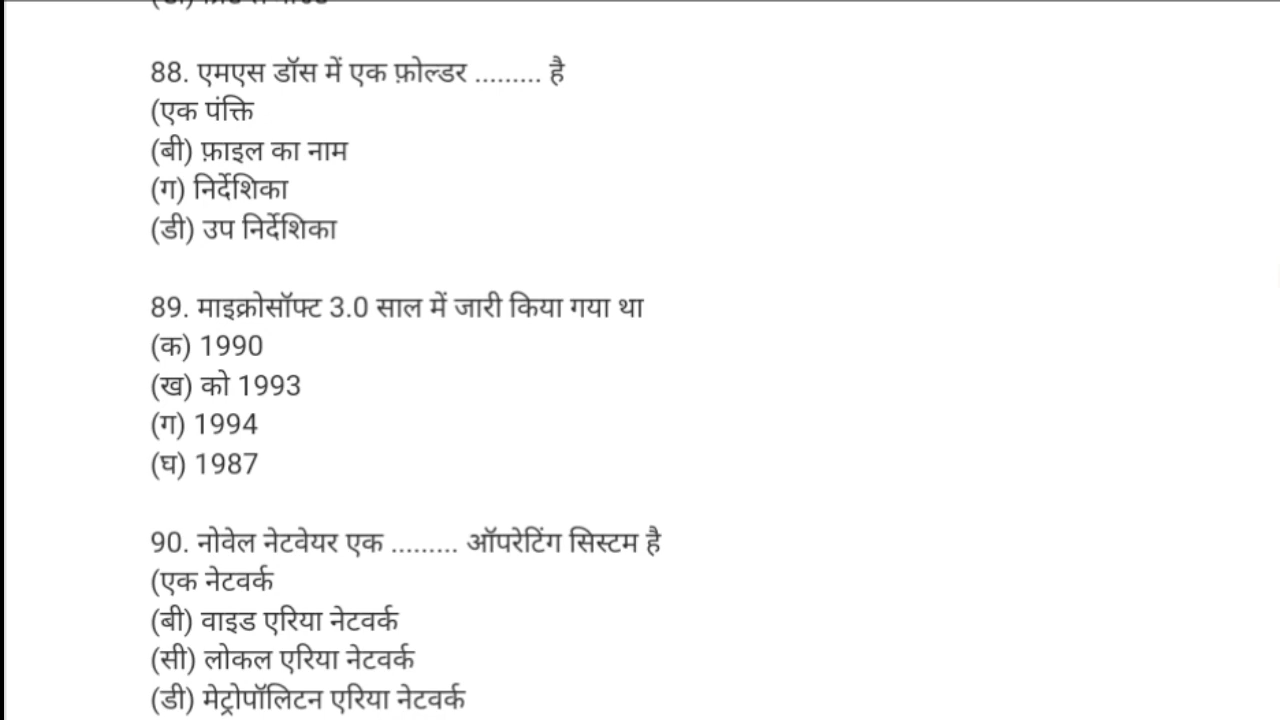 88. एमएस डॉस में एक फ़ोल्डर ......... है
(एक पंक्ति
(बी) फ़ाइल का नाम
(ग) निर्देशिका
(डी) उप निर्देशिका
89. माइक्रोसॉफ्ट 3.0 साल में जारी किया गया था
(क) 1990
(ख) को 1993
(ग) 1994
(घ) 1987
90. नोवेल नेटवेयर एक ......... ऑपरेटिंग सिस्टम है
(एक नेटवर्क
(बी) वाइड एरिया नेटवर्क
(सी) लोकल एरिया नेटवर्क
(डी) मेट्रोपॉलिटन एरिया नेटवर्क